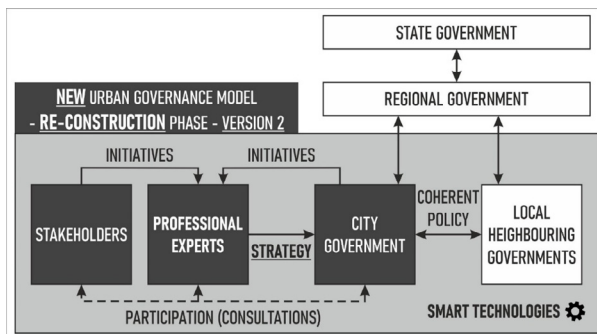 STATE GOVERNMENT
NEW URBAN GOVERNANCE MODEL
- RE-CONSTRUCTION PHASE - VERSION 2
REGIONAL GOVERNMENT
INITIATIVES
INITIATIVES
STAKEHOLDERS
PROFESSIONAL
EXPERTS
STRATEGY
CITY
GOVERNMENT
COHERENT
POLICY
LOCAL
NEIGHBOURING
GOVERNMENTS
PARTICIPATION (CONSULTATIONS)
SMART TECHNOLOGIES